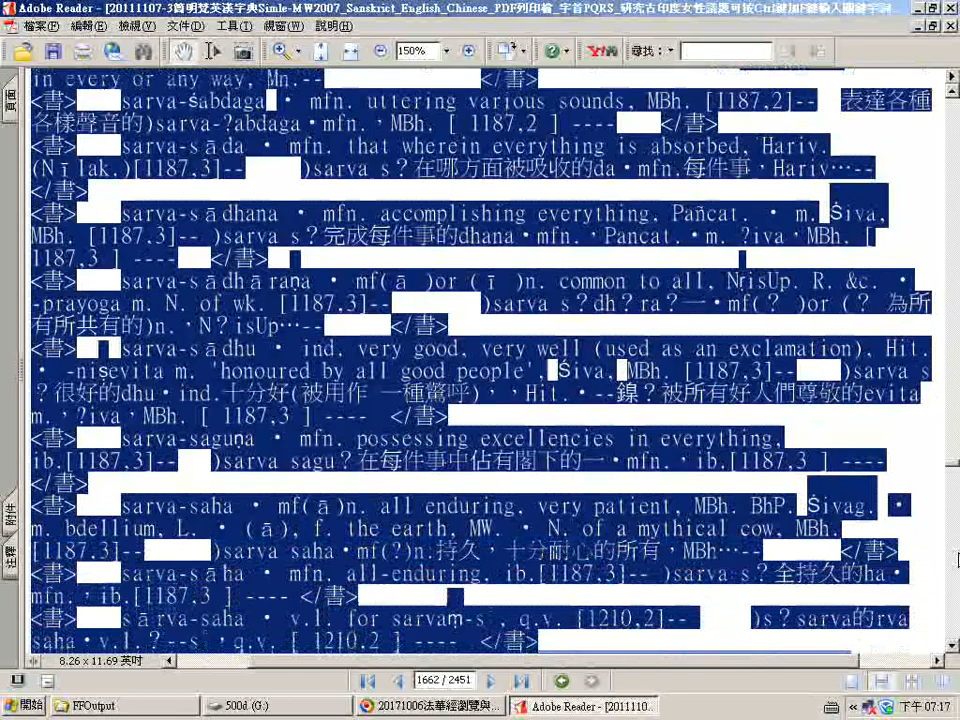 Adobe Reader - [20111107-3簡明梵英漢字典Simle-MW2007_Sanskrict_English_Chinese_PDF列印檔_字首PQRS_研究古印度女性議題可按Ctrl鍵加F鍵輸入關鍵字詞
檔案(F) 編輯(E) 檢視(V) 文件(D) 工具(T) 視窗(W) 說明(H)
150% 尋找：
頁面
附件
注釋
in every or any way, Mn.-- </書>
<書> sarva-śabdaga · mfn. uttering various sounds, MBh. [1187,2]-- 表達各種
各樣聲音的)sarva-?abdaga·mfn.，MBh. [ 1187,2 ] ---- </書>
<書> sarva-sāda · mfn. that wherein everything is absorbed, Hariv.
(Nīlak.)[1187,3]-- )sarva s？在哪方面被吸收的da·mfn.每件事，Hariv…--
</書>
<書> sarva-sādhana · mfn. accomplishing everything, Pañcat. · m. Śiva,
MBh. [1187,3]-- )sarva s？完成每件事的dhana·mfn.，Pancat.·m. ?iva，MBh. [
1187,3 ] ---- </書>
<書> sarva-sādhāraṇa · mf(ā )or (ī )n. common to all, NṛisUp. R. &c. ·
-prayoga m. N. of wk. [1187,3]-- )sarva s？dh？ra？一·mf(？ )or (？ 為所
有所共有的)n.，N？isUp…-- </書>
<書> sarva-sādhu · ind. very good, very well (used as an exclamation), Hit.
· -niṣevita m. 'honoured by all good people', Śiva, MBh. [1187,3]-- )sarva s
？很好的dhu·ind.十分好(被用作 一種驚呼)，，Hit.·--鎳？被所有好人們尊敬的evita
m.，?iva，MBh. [ 1187,3 ] ---- </書>
<書> sarva-saguṇa · mfn. possessing excellencies in everything,
ib.[1187,3]-- )sarva sagu？在每件事中佔有閣下的一·mfn.，ib.[1187,3 ] ----
</書>
<書> sarva-saha · mf(ā)n. all enduring, very patient, MBh. BhP. Śivag. ·
m. bdellium, L. · (ā), f. the earth, MW. · N. of a mythical cow, MBh.
[1187,3]-- )sarva saha·mf(?)n.持久，十分耐心的所有，MBh…-- </書>
<書> sarva-sāha · mfn. all-enduring, ib.[1187,3]-- )sarva s？全持久的ha·
mfn.，ib.[1187,3 ] ---- </書>
<書> sārva-saha · v.l. for sarvaṃ-s , q.v. [1210,2]-- )s？sarva的rva
saha·v.l.？--s ，q.v. [ 1210,2 ] ---- </書>
8.26 x 11.69 英吋
1662 / 2451
開始 FFOutput 500d (G:) 20171006法華經瀏覽與... Adobe Reader - [2011110... 下午 07:17